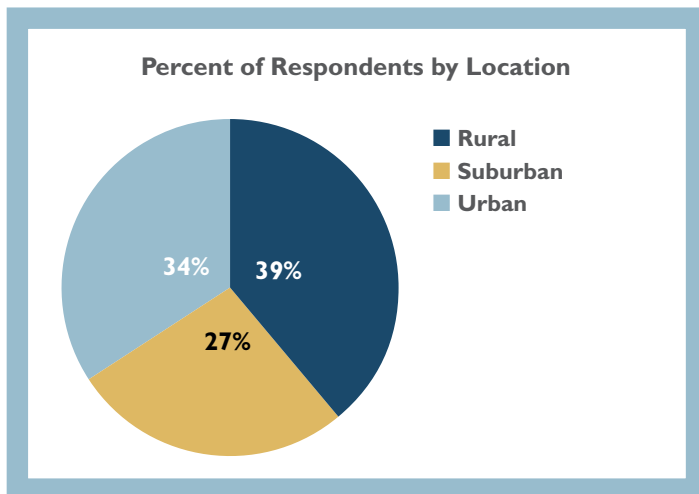 Percent of Respondents by Location
Rural
Suburban
Urban
34%
39%
27%